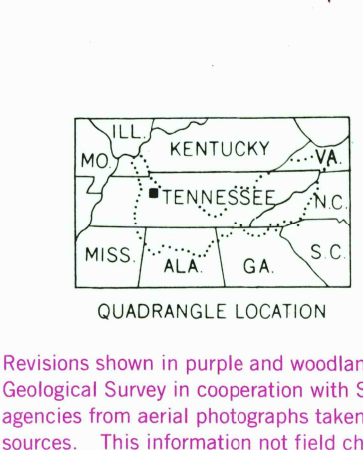 ILL.
KENTUCKY
MO.
VA.
TENNESSEE
N.C.
MISS.
ALA.
GA.
S.C.
QUADRANGLE LOCATION
Revisions shown in purple and woodlan
Geological Survey in cooperation with S
agencies from aerial photographs taken
sources. This information not field ch